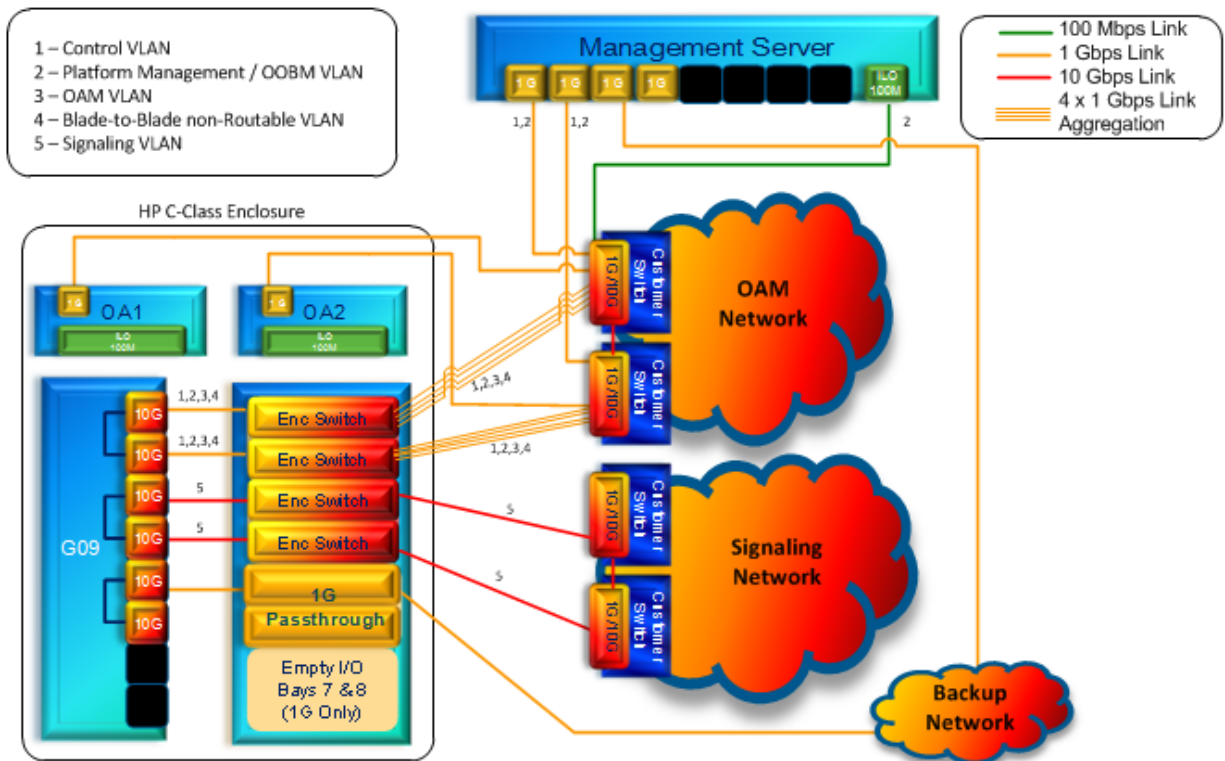 1 – Control VLAN
2 – Platform Management / OOBM VLAN
3 – OAM VLAN
4 – Blade-to-Blade non-Routable VLAN
5 – Signaling VLAN
Management Server
1G
1G
1G
1G
ILO
100M
100 Mbps Link
1 Gbps Link
10 Gbps Link
4 x 1 Gbps Link
Aggregation
1,2
1,2
2
HP C-Class Enclosure
1G
OA1
ILO
100M
1G
OA2
ILO
100M
1G/10G
Customer
Switch
OAM
Network
1G/10G
Customer
Switch
1,2,3,4
1,2,3,4
G09
10G
10G
10G
10G
10G
10G
1,2,3,4
1,2,3,4
5
5
Enc Switch
Enc Switch
Enc Switch
Enc Switch
1G
Passthrough
Empty I/O
Bays 7 & 8
(1G Only)
5
5
1G/10G
Customer
Switch
Signaling
Network
1G/10G
Customer
Switch
Backup
Network